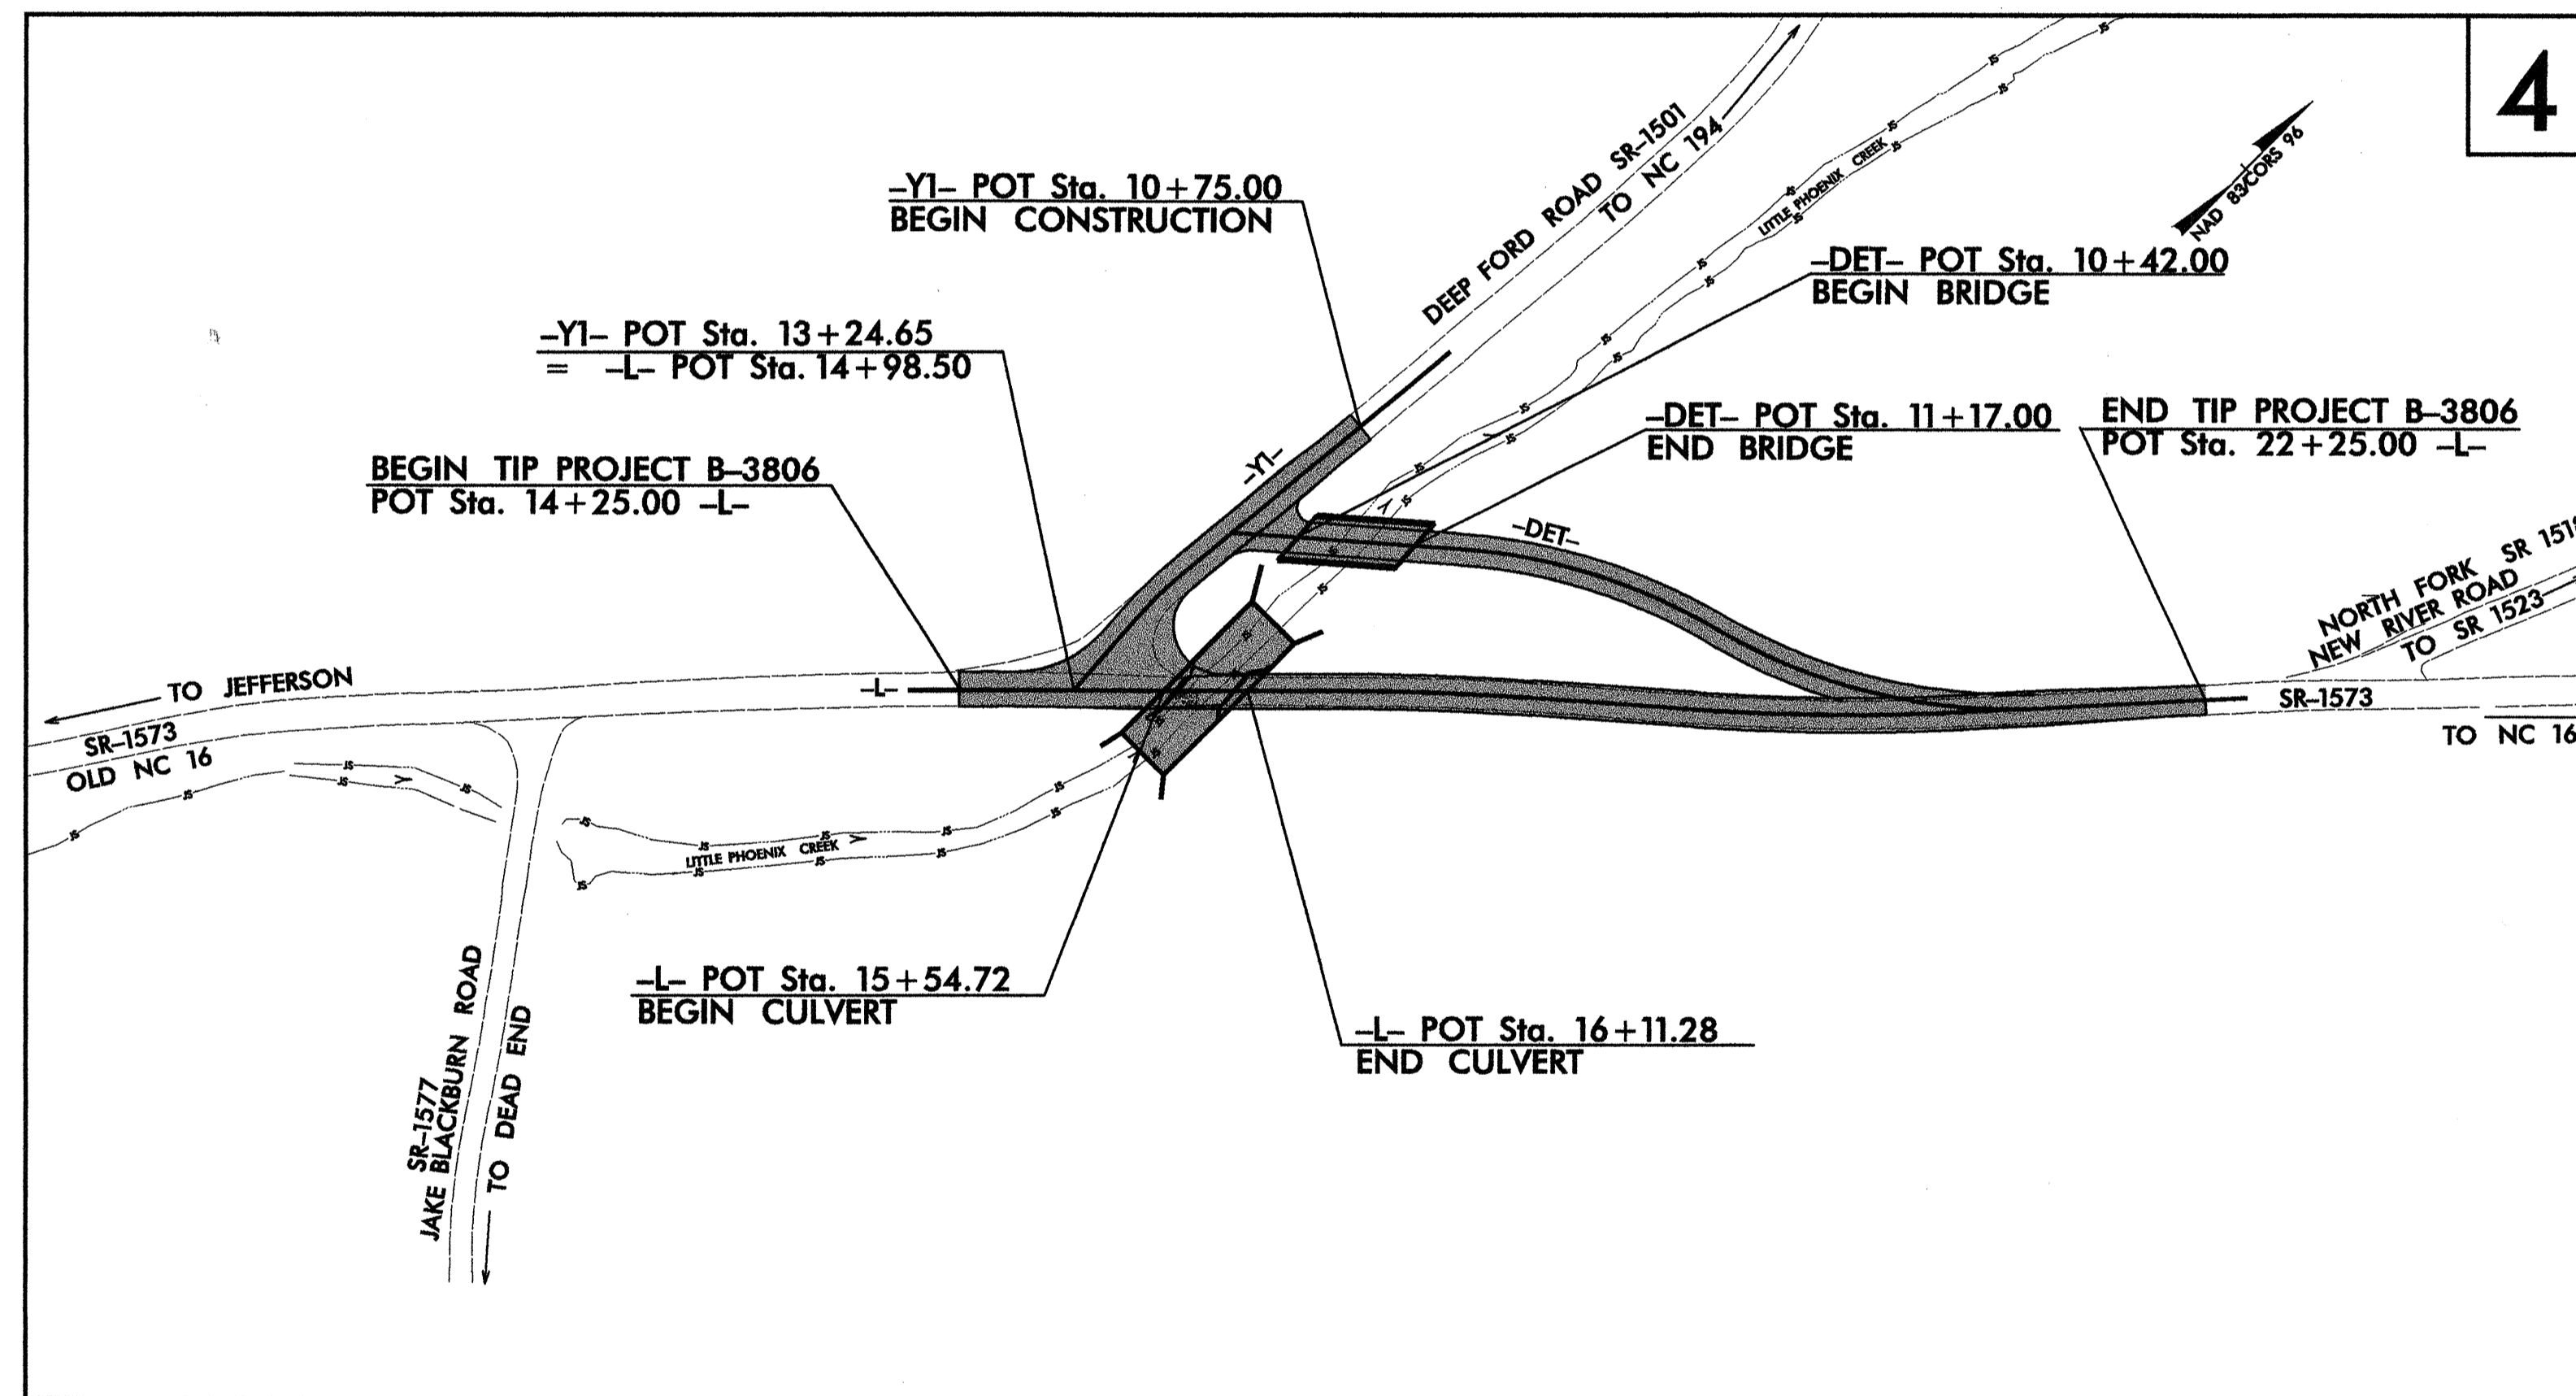 4
NAD 83/CORS 96
DEEP FORD ROAD SR-1501
TO NC 194
LITTLE PHOENIX CREEK
-Y1- POT Sta. 10+75.00
BEGIN CONSTRUCTION
-DET- POT Sta. 10+42.00
BEGIN BRIDGE
-Y1- POT Sta. 13+24.65
= -L- POT Sta. 14+98.50
-DET- POT Sta. 11+17.00
END BRIDGE
END TIP PROJECT B-3806
POT Sta. 22+25.00 -L-
BEGIN TIP PROJECT B-3806
POT Sta. 14+25.00 -L-
-Y1-
-DET-
NORTH FORK SR 1518
NEW RIVER ROAD
TO SR 1523
TO JEFFERSON
SR-1573
OLD NC 16
-L-
SR-1573
TO NC 16
LITTLE PHOENIX CREEK
-L- POT Sta. 15+54.72
BEGIN CULVERT
-L- POT Sta. 16+11.28
END CULVERT
SR-1577
JAKE BLACKBURN ROAD
TO DEAD END